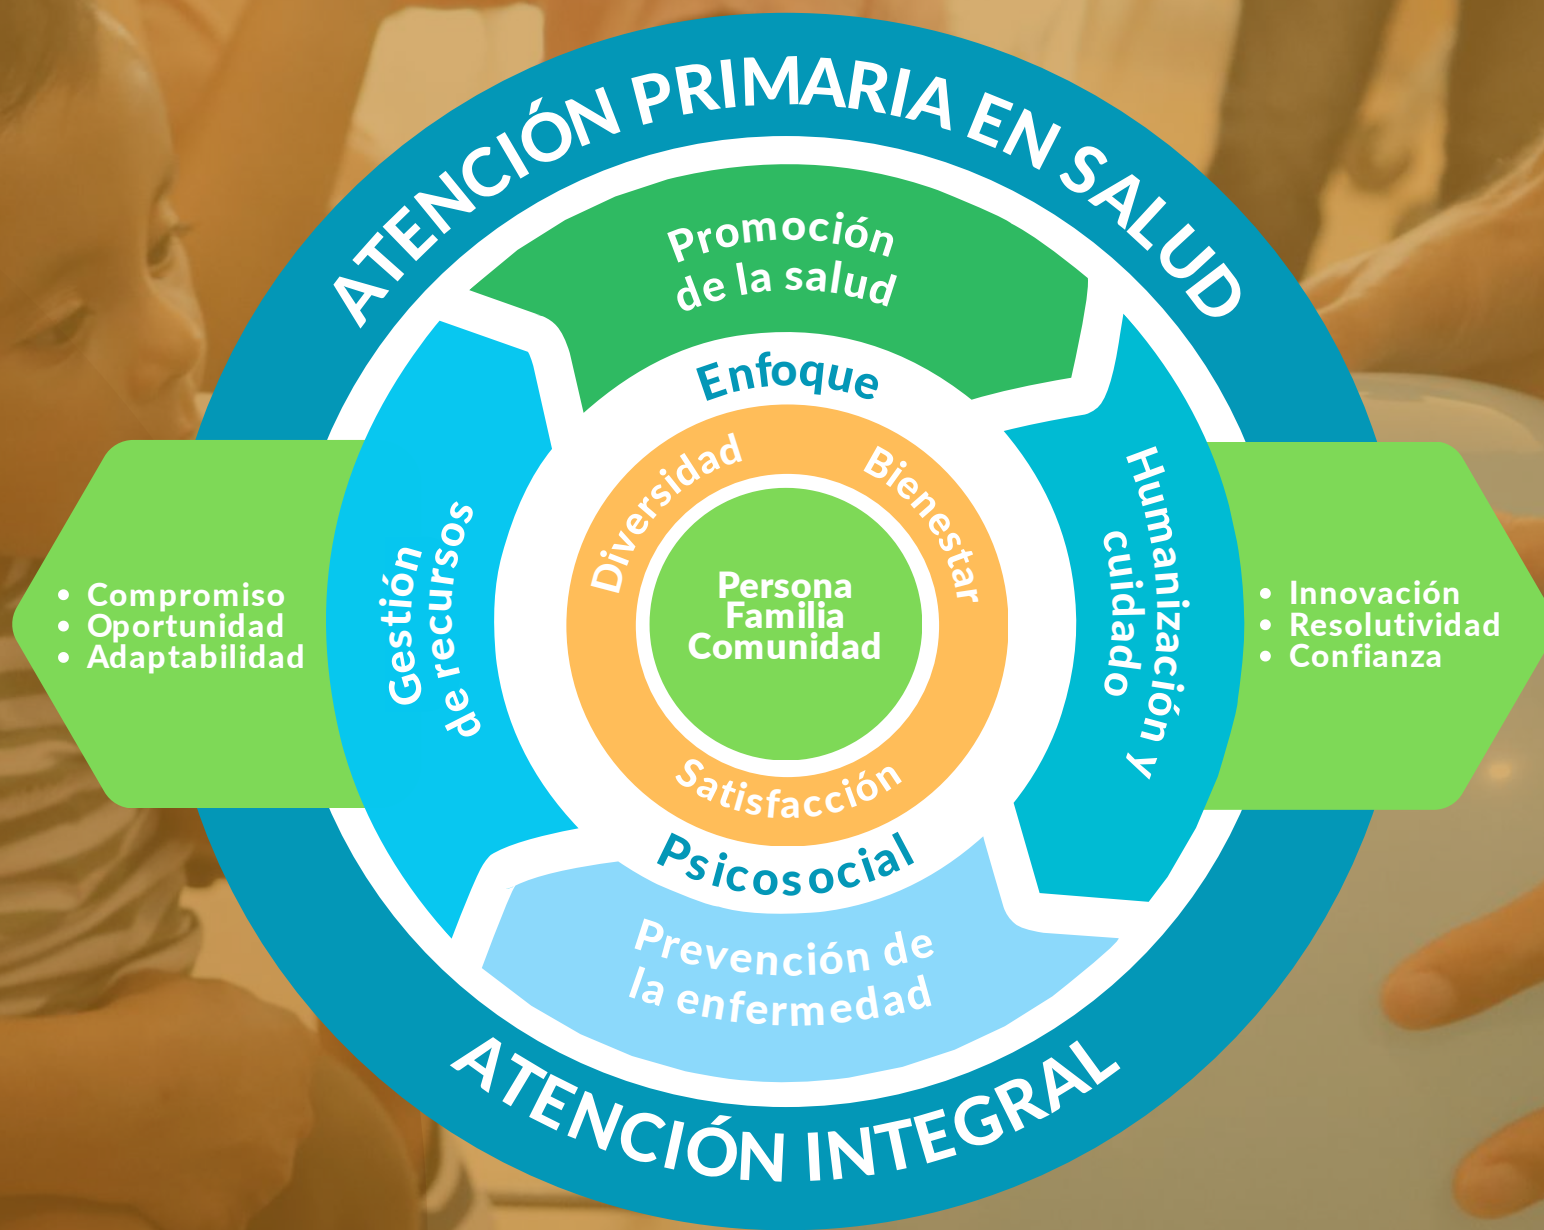 ATENCIÓN PRIMARIA EN SALUD
Promoción
de la salud
Enfoque
Diversidad
Bienestar
Persona
Familia
Comunidad
Satisfacción
Psicosocial
Gestión
de recursos
Humanización y
cuidado
• Compromiso
• Oportunidad
• Adaptabilidad
• Innovación
• Resolutividad
• Confianza
Prevención de
la enfermedad
ATENCIÓN INTEGRAL